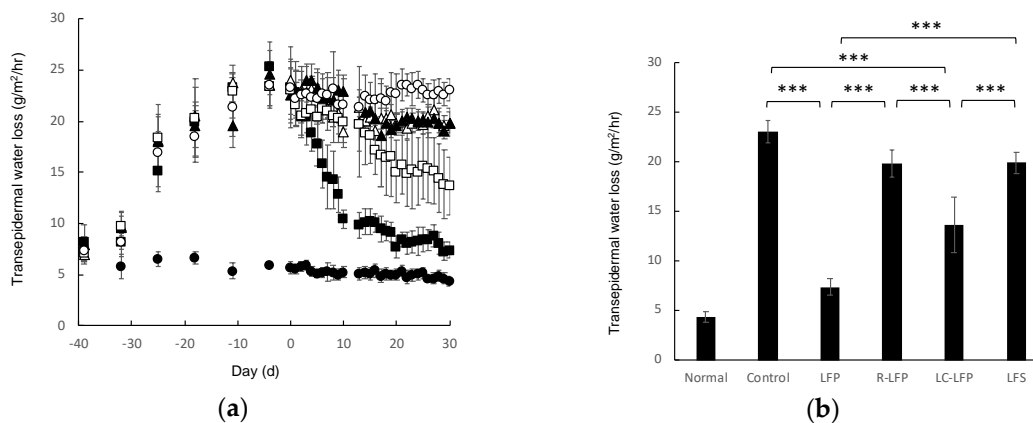 Transepidermal water loss (g/m²/hr)
30
25
20
15
10
5
0
-40 -30 -20 -10 0 10 20 30
Day (d)
(a)
Transepidermal water loss (g/m²/hr)
30
25
20
15
10
5
0
***
***
*** *** *** ***
Normal Control LFP R-LFP LC-LFP LFS
(b)